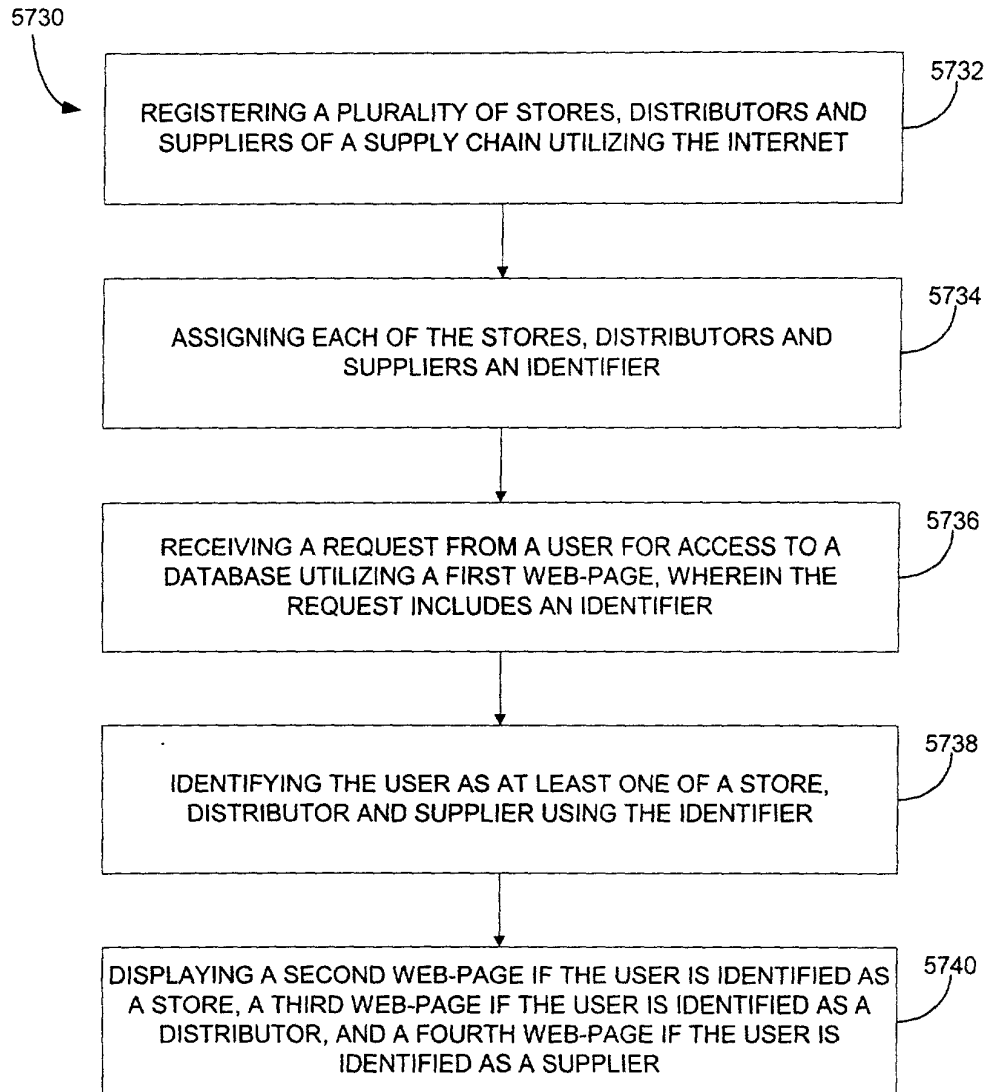 5730
5732
REGISTERING A PLURALITY OF STORES, DISTRIBUTORS AND
SUPPLIERS OF A SUPPLY CHAIN UTILIZING THE INTERNET
5734
ASSIGNING EACH OF THE STORES, DISTRIBUTORS AND
SUPPLIERS AN IDENTIFIER
5736
RECEIVING A REQUEST FROM A USER FOR ACCESS TO A
DATABASE UTILIZING A FIRST WEB-PAGE, WHEREIN THE
REQUEST INCLUDES AN IDENTIFIER
5738
IDENTIFYING THE USER AS AT LEAST ONE OF A STORE,
DISTRIBUTOR AND SUPPLIER USING THE IDENTIFIER
5740
DISPLAYING A SECOND WEB-PAGE IF THE USER IS IDENTIFIED AS
A STORE, A THIRD WEB-PAGE IF THE USER IS IDENTIFIED AS A
DISTRIBUTOR, AND A FOURTH WEB-PAGE IF THE USER IS
IDENTIFIED AS A SUPPLIER